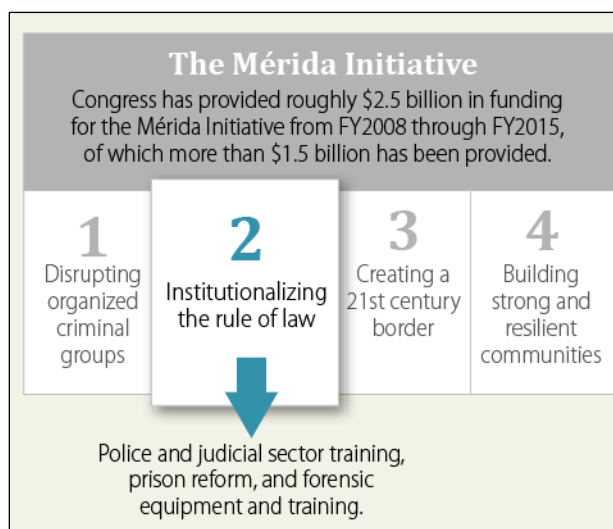 The Mérida Initiative
Congress has provided roughly $2.5 billion in funding
for the Mérida Initiative from FY2008 through FY2015,
of which more than $1.5 billion has been provided.
1
Disrupting
organized
criminal
groups
2
Institutionalizing
the rule of law
3
Creating a
21st century
border
4
Building
strong and
resilient
communities
Police and judicial sector training,
prison reform, and forensic
equipment and training.